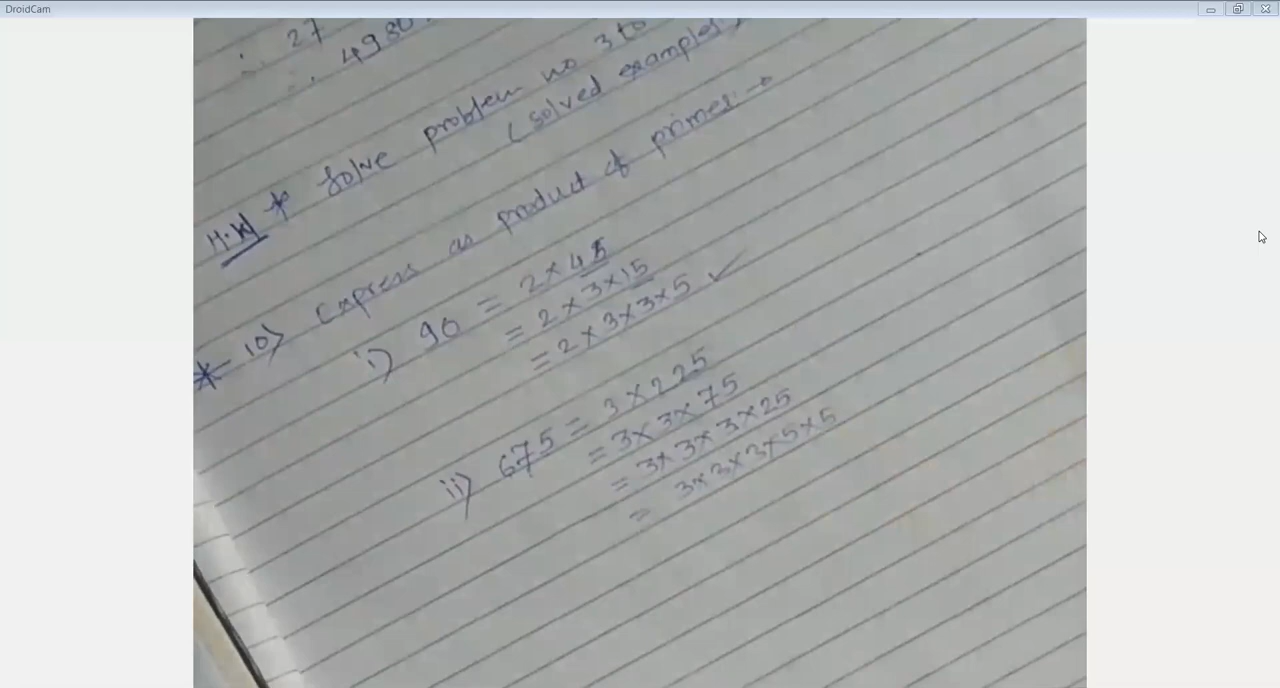 DroidCam
∴ 27
∴ 4980
H.W * Solve problem no 3 to
(solved examples)
* 10) Express as product of primes: →
i) 90 = 2 × 45
= 2 × 3 × 15
= 2 × 3 × 3 × 5 ✓
ii) 675 = 3 × 225
= 3 × 3 × 75
= 3 × 3 × 3 × 25
= 3 × 3 × 3 × 5 × 5